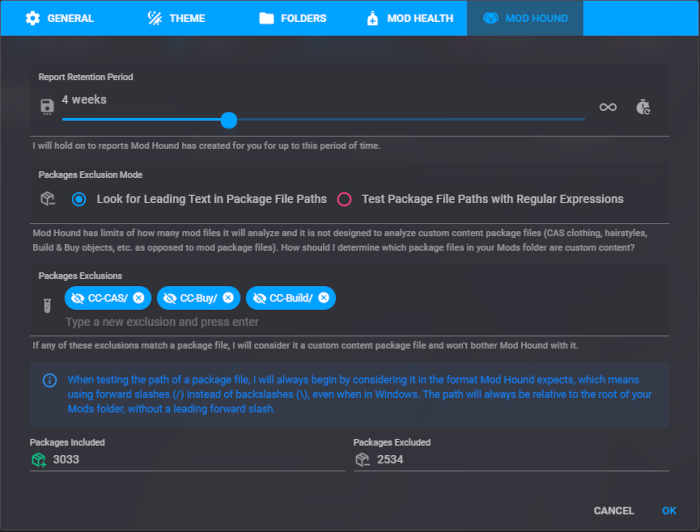 GENERAL
THEME
FOLDERS
MOD HEALTH
MOD HOUND
Report Retention Period
4 weeks
I will hold on to reports Mod Hound has created for you for up to this period of time.
Packages Exclusion Mode
Look for Leading Text in Package File Paths
Test Package File Paths with Regular Expressions
Mod Hound has limits of how many mod files it will analyze and it is not designed to analyze custom content package files (CAS clothing, hairstyles,
Build & Buy objects, etc. as opposed to mod package files). How should I determine which package files in your Mods folder are custom content?
Packages Exclusions
CC-CAS/
CC-Buy/
CC-Build/
Type a new exclusion and press enter
If any of these exclusions match a package file, I will consider it a custom content package file and won't bother Mod Hound with it.
When testing the path of a package file, I will always begin by considering it in the format Mod Hound expects, which means
using forward slashes (/) instead of backslashes (\), even when in Windows. The path will always be relative to the root of your
Mods folder, without a leading forward slash.
Packages Included
3033
Packages Excluded
2534
CANCEL
OK